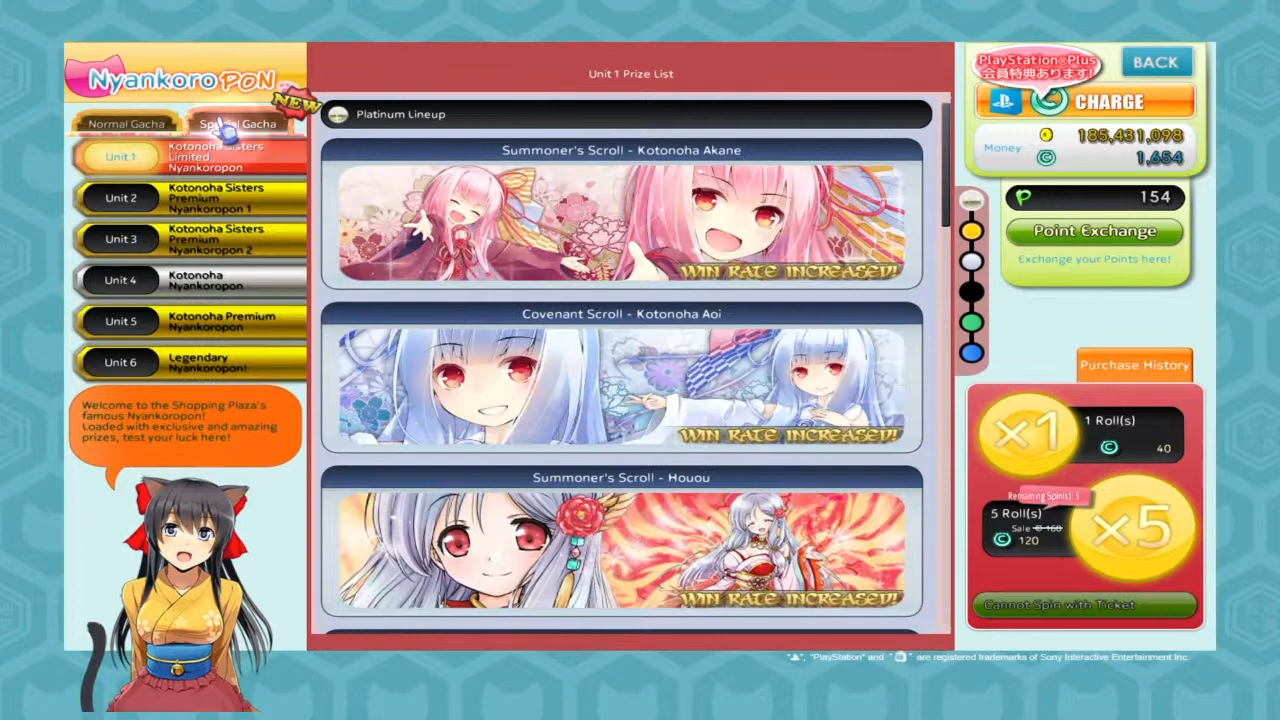 Nyankoro PON
NEW
Normal Gacha
Special Gacha
Unit 1
Kotonoha Sisters
Limited
Nyankoropon
Unit 2
Kotonoha Sisters
Premium
Nyankoropon 1
Unit 3
Kotonoha Sisters
Premium
Nyankoropon 2
Unit 4
Kotonoha
Nyankoropon
Unit 5
Kotonoha Premium
Nyankoropon
Unit 6
Legendary
Nyankoropon!
Welcome to the Shopping Plaza's
famous Nyankoropon!
Loaded with exclusive and amazing
prizes, test your luck here!
Unit 1 Prize List
Platinum Lineup
Summoner's Scroll - Kotonoha Akane
WIN RATE INCREASED!
Covenant Scroll - Kotonoha Aoi
WIN RATE INCREASED!
Summoner's Scroll - Houou
WIN RATE INCREASED!
PlayStation®Plus
会員特典あります!
BACK
CHARGE
Money
185,431,098
1,654
P 154
Point Exchange
Exchange your Points here!
Purchase History
×1
1 Roll(s)
40
Remaining Spin(s) 5
5 Roll(s)
Sale 160
120
×5
Cannot Spin with Ticket
"PlayStation" and " " are registered trademarks of Sony Interactive Entertainment Inc.